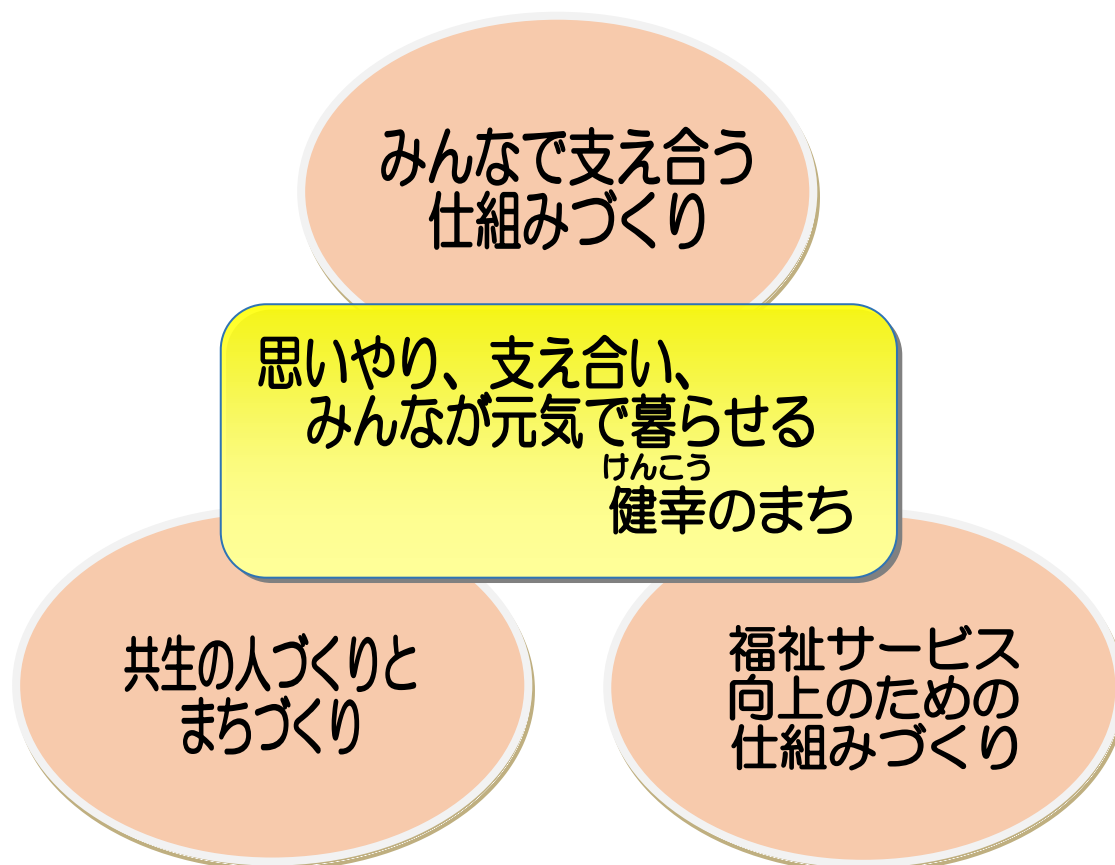 みんなで支え合う
仕組みづくり
思いやり、支え合い、
みんなが元気で暮らせる
けんこう
健幸のまち
共生の人づくりと
まちづくり
福祉サービス
向上のための
仕組みづくり